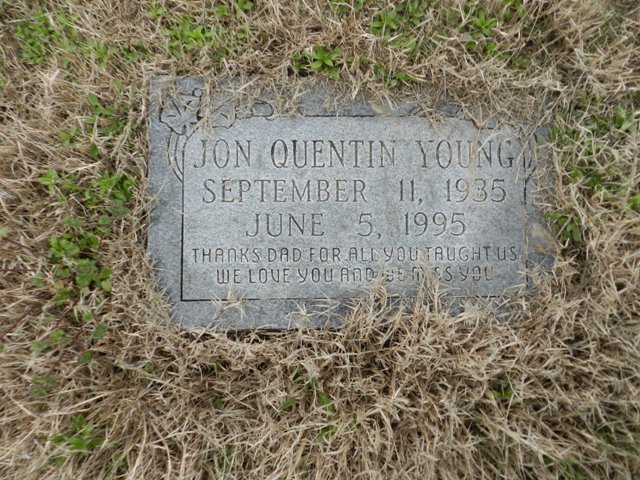 JON QUENTIN YOUNG
SEPTEMBER 11, 1935
JUNE 5, 1995
THANKS DAD FOR ALL YOU TAUGHT US
WE LOVE YOU AND WE MISS YOU